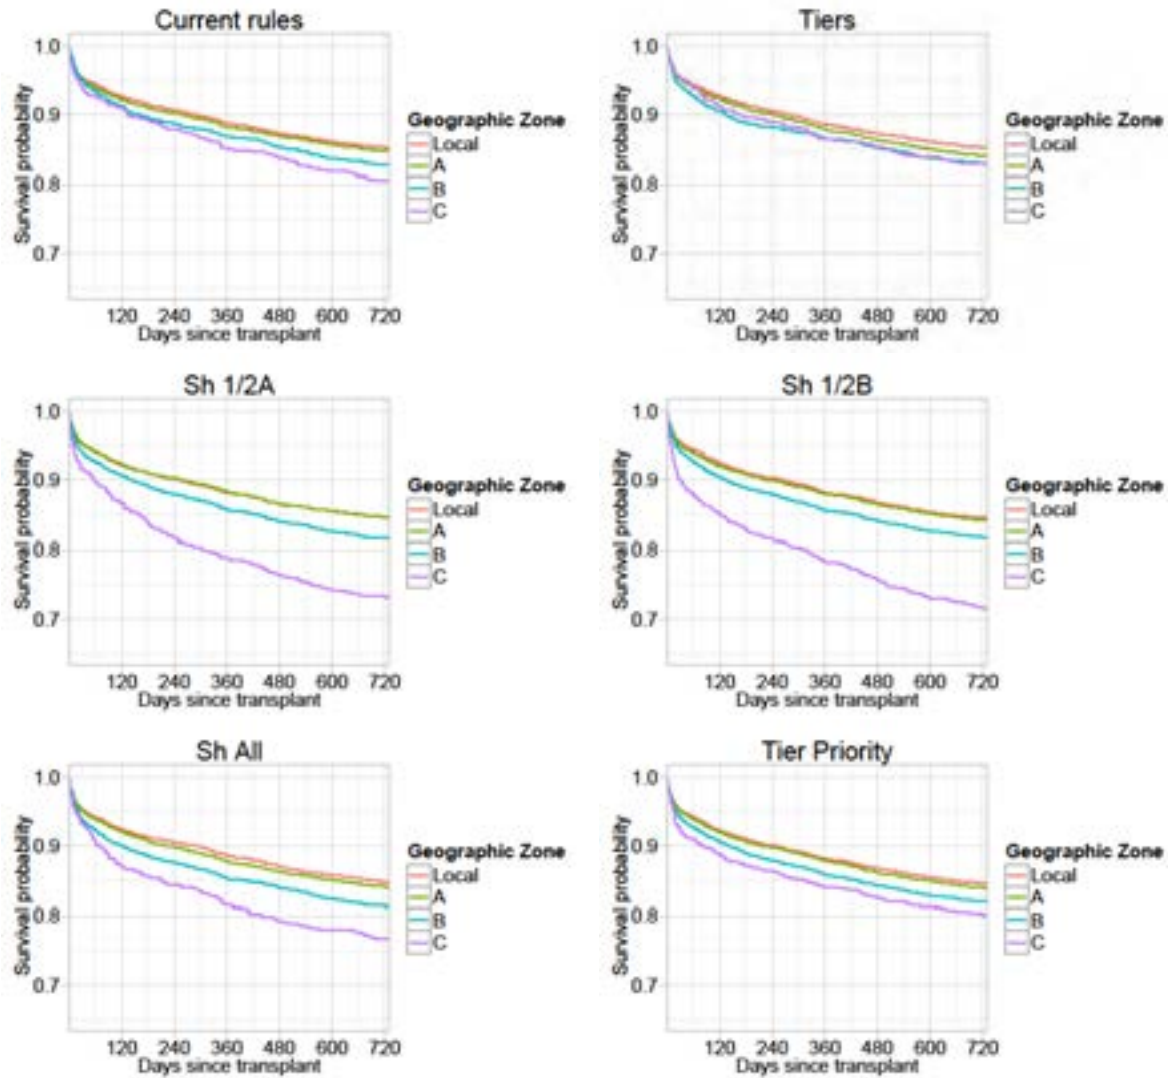 Current rules
1.0
0.9
0.8
0.7
Survival probability
120 240 360 480 600 720
Days since transplant
Geographic Zone
Local
A
B
C
Tiers
1.0
0.9
0.8
0.7
Survival probability
120 240 360 480 600 720
Days since transplant
Geographic Zone
Local
A
B
C
Sh 1/2A
1.0
0.9
0.8
0.7
Survival probability
120 240 360 480 600 720
Days since transplant
Geographic Zone
Local
A
B
C
Sh 1/2B
1.0
0.9
0.8
0.7
Survival probability
120 240 360 480 600 720
Days since transplant
Geographic Zone
Local
A
B
C
Sh All
1.0
0.9
0.8
0.7
Survival probability
120 240 360 480 600 720
Days since transplant
Geographic Zone
Local
A
B
C
Tier Priority
1.0
0.9
0.8
0.7
Survival probability
120 240 360 480 600 720
Days since transplant
Geographic Zone
Local
A
B
C